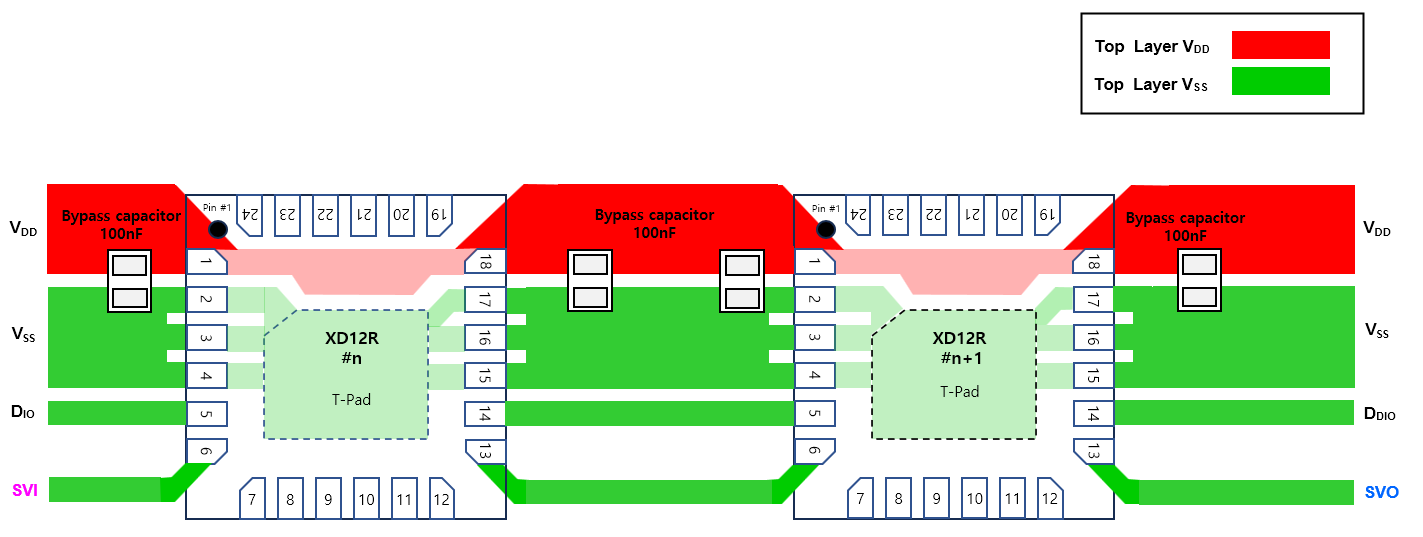 Top Layer VDD
Top Layer VSS
Bypass capacitor
100nF
Pin #1
24 23 22 21 20 19
Bypass capacitor
100nF
Pin #1
24 23 22 21 20 19
Bypass capacitor
100nF
VDD
VDD
1
18
1
18
2
17
2
17
VSS
VSS
3
XD12R
#n
16
3
XD12R
#n+1
16
4
15
4
15
T-Pad
T-Pad
DIO
5
14
5
14
DDIO
6
13
6
13
SVI
7 8 9 10 11 12
7 8 9 10 11 12
SVO